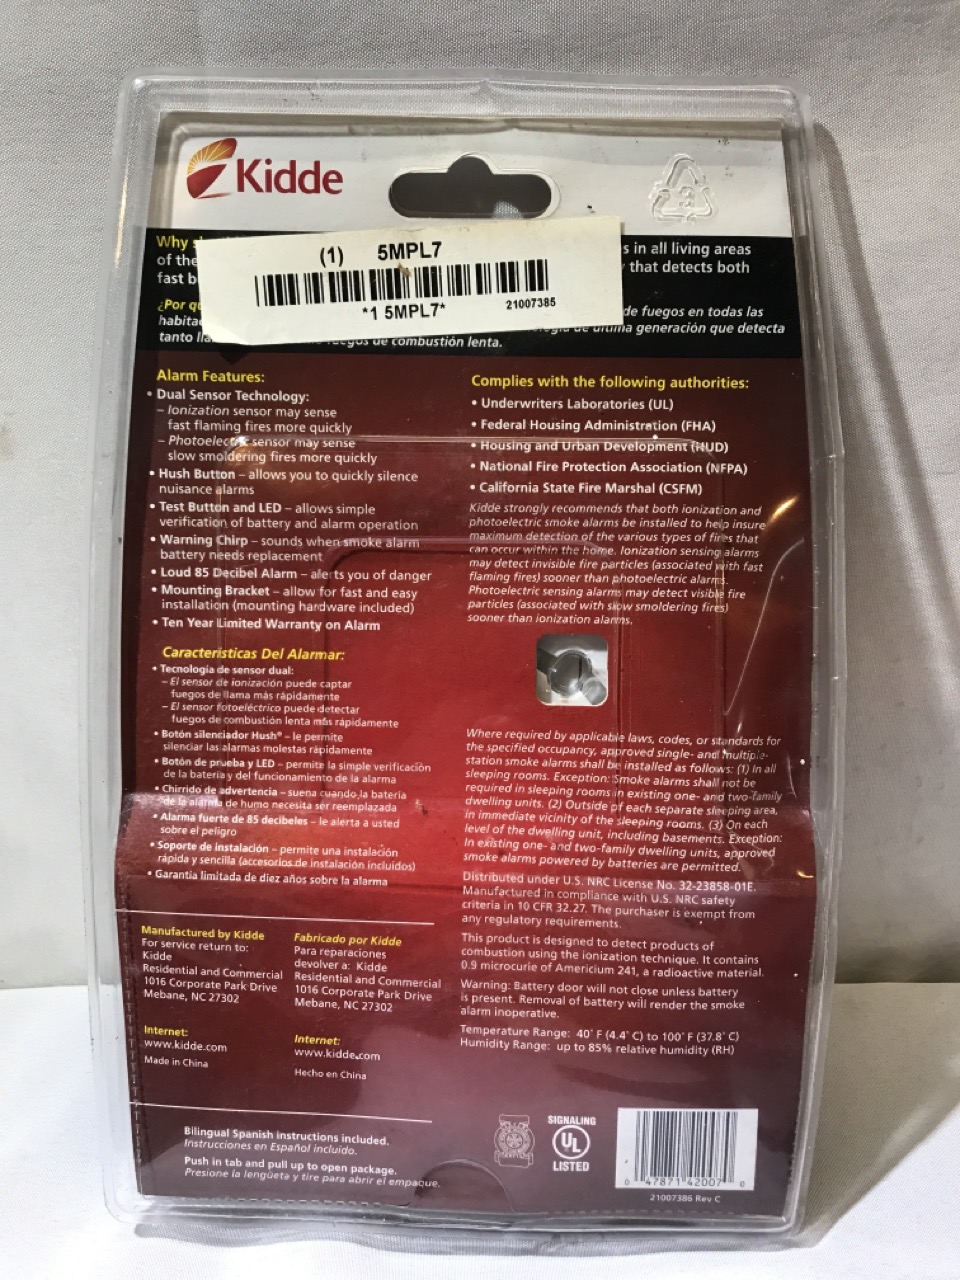 Kidde
3
(1) 5MPL7
*1 5MPL7*
21007385
Why
of the
fast b
s in all living areas
that detects both
¿Por qu
habita
tanto lla
de fuegos en todas las
de última generación que detecta
fuegos de combustión lenta.
Alarm Features:
• Dual Sensor Technology:
– Ionization sensor may sense
fast flaming fires more quickly
– Photoelectric sensor may sense
slow smoldering fires more quickly
• Hush Button – allows you to quickly silence
nuisance alarms
• Test Button and LED – allows simple
verification of battery and alarm operation
• Warning Chirp – sounds when smoke alarm
battery needs replacement
• Loud 85 Decibel Alarm – alerts you of danger
• Mounting Bracket – allow for fast and easy
installation (mounting hardware included)
• Ten Year Limited Warranty on Alarm
Características Del Alarmar:
• Tecnología de sensor dual:
– El sensor de ionización puede captar
fuegos de llama más rápidamente
– El sensor fotoeléctrico puede detectar
fuegos de combustión lenta más rápidamente
• Botón silenciador Hush® – le permite
silenciar las alarmas molestas rápidamente
• Botón de prueba y LED – permite la simple verificación
de la batería y del funcionamiento de la alarma
• Chirrido de advertencia – suena cuando la batería
de la alarma de humo necesita ser reemplazada
• Alarma fuerte de 85 decibeles – le alerta a usted
sobre el peligro
• Soporte de instalación – permite una instalación
rápida y sencilla (accesorios de instalación incluidos)
• Garantía limitada de diez años sobre la alarma
Complies with the following authorities:
• Underwriters Laboratories (UL)
• Federal Housing Administration (FHA)
• Housing and Urban Development (HUD)
• National Fire Protection Association (NFPA)
• California State Fire Marshal (CSFM)
Kidde strongly recommends that both ionization and
photoelectric smoke alarms be installed to help insure
maximum detection of the various types of fires that
can occur within the home. Ionization sensing alarms
may detect invisible fire particles (associated with fast
flaming fires) sooner than photoelectric alarms.
Photoelectric sensing alarms may detect visible fire
particles (associated with slow smoldering fires)
sooner than ionization alarms.
Where required by applicable laws, codes, or standards for
the specified occupancy, approved single- and multiple-
station smoke alarms shall be installed as follows: (1) In all
sleeping rooms. Exception: Smoke alarms shall not be
required in sleeping rooms in existing one- and two-family
dwelling units. (2) Outside of each separate sleeping area,
in immediate vicinity of the sleeping rooms. (3) On each
level of the dwelling unit, including basements. Exception:
In existing one- and two-family dwelling units, approved
smoke alarms powered by batteries are permitted.
Distributed under U.S. NRC License No. 32-23858-01E.
Manufactured in compliance with U.S. NRC safety
criteria in 10 CFR 32.27. The purchaser is exempt from
any regulatory requirements.
This product is designed to detect products of
combustion using the ionization technique. It contains
0.9 microcurie of Americium 241, a radioactive material.
Warning: Battery door will not close unless battery
is present. Removal of battery will render the smoke
alarm inoperative.
Temperature Range: 40˚ F (4.4˚ C) to 100˚ F (37.8˚ C)
Humidity Range: up to 85% relative humidity (RH)
Manufactured by Kidde
For service return to:
Kidde
Residential and Commercial
1016 Corporate Park Drive
Mebane, NC 27302
Internet:
www.kidde.com
Made in China
Fabricado por Kidde
Para reparaciones
devolver a: Kidde
Residential and Commercial
1016 Corporate Park Drive
Mebane, NC 27302
Internet:
www.kidde.com
Hecho en China
Bilingual Spanish instructions included.
Instrucciones en Español incluido.
Push in tab and pull up to open package.
Presione la lengüeta y tire para abrir el empaque.
SIGNALING
UL
LISTED
0 47871 42007 0
21007386 Rev C